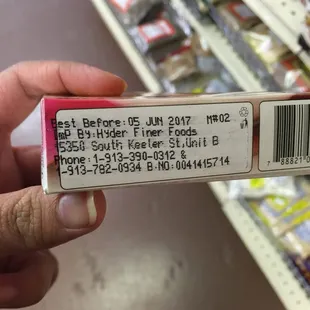 Best Before: 05 JUN 2017 M#02
ImP By:Hyder Finer Foods
15350 South Keeler St,Unit B
Phone:1-913-390-0312 &
1-913-782-0934 B.NO:0041415714